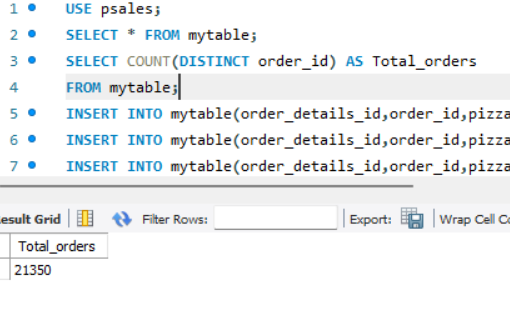 1 USE psales;
2 SELECT * FROM mytable;
3 SELECT COUNT(DISTINCT order_id) AS Total_orders
4 FROM mytable;
5 INSERT INTO mytable(order_details_id,order_id,pizza
6 INSERT INTO mytable(order_details_id,order_id,pizza
7 INSERT INTO mytable(order_details_id,order_id,pizza
esult Grid Filter Rows: Export: Wrap Cell Co
Total_orders
21350